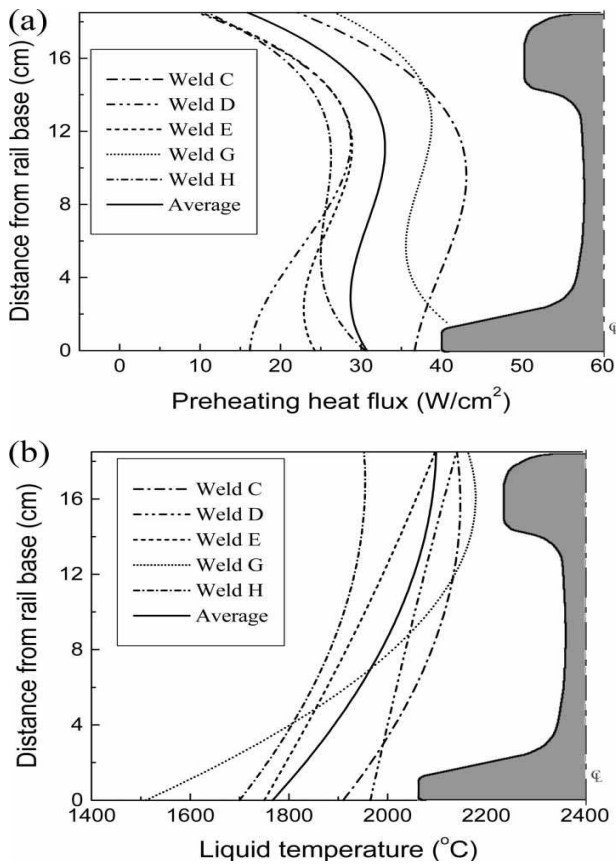 (a)
Distance from rail base (cm)
16
12
8
4
0
Weld C
Weld D
Weld E
Weld G
Weld H
Average
℄
0 10 20 30 40 50 60
Preheating heat flux (W/cm²)
(b)
Distance from rail base (cm)
16
12
8
4
0
Weld C
Weld D
Weld E
Weld G
Weld H
Average
℄
1400 1600 1800 2000 2200 2400
Liquid temperature (°C)